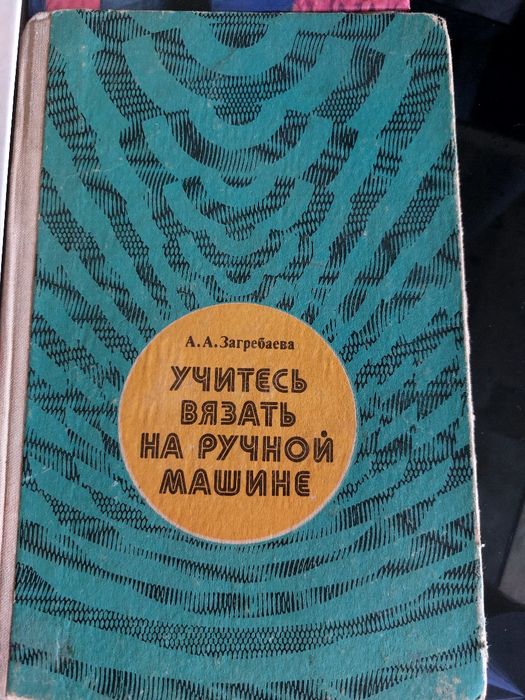 А. А. Загребаева
УЧИТЕСЬ
ВЯЗАТЬ
НА РУЧНОЙ
МАШИНЕ